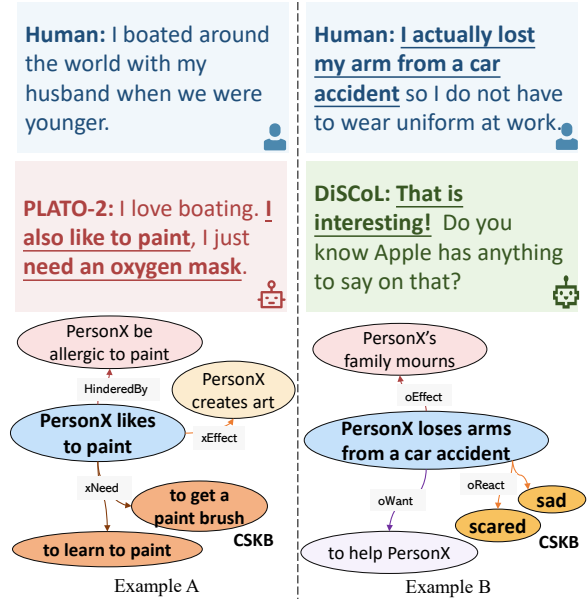 Human: I boated around
the world with my
husband when we were
younger.
PLATO-2: I love boating. I
also like to paint, I just
need an oxygen mask.
PersonX be
allergic to paint
HinderedBy
PersonX
creates art
PersonX likes
to paint
xEffect
xNeed
to get a
paint brush
CSKB
to learn to paint
Example A
Human: I actually lost
my arm from a car
accident so I do not have
to wear uniform at work.
DiSCoL: That is
interesting! Do you
know Apple has anything
to say on that?
PersonX's
family mourns
oEffect
PersonX loses arms
from a car accident
oReact
oWant
sad
scared
CSKB
to help PersonX
Example B